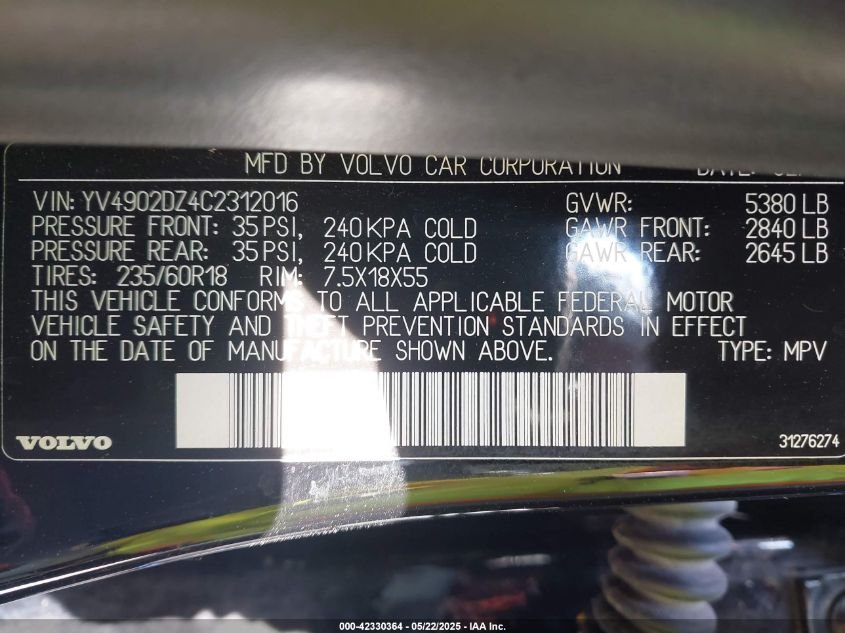 MFD BY VOLVO CAR CORPORATION DATE:
VIN: YV4902DZ4C2312016 GVWR: 5380 LB
PRESSURE FRONT: 35 PSI, 240 KPA COLD GAWR FRONT: 2840 LB
PRESSURE REAR: 35 PSI, 240 KPA COLD GAWR REAR: 2645 LB
TIRES: 235/60R18 RIM: 7.5X18X55
THIS VEHICLE CONFORMS TO ALL APPLICABLE FEDERAL MOTOR
VEHICLE SAFETY AND THEFT PREVENTION STANDARDS IN EFFECT
ON THE DATE OF MANUFACTURE SHOWN ABOVE. TYPE: MPV
VOLVO 31276274
000-42330364 - 05/22/2025 - IAA Inc.